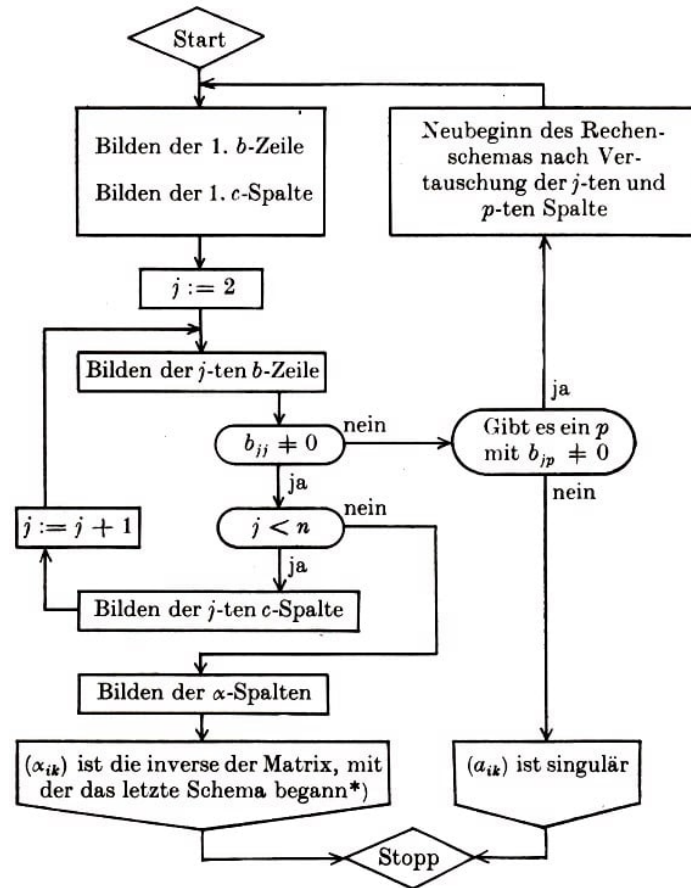 Start
Bilden der 1. b-Zeile
Bilden der 1. c-Spalte
Neubeginn des Rechen-
schemas nach Ver-
tauschung der j-ten und
p-ten Spalte
j := 2
Bilden der j-ten b-Zeile
ja
nein
b_jj ≠ 0
Gibt es ein p
mit b_jp ≠ 0
ja
nein
nein
j := j + 1
j < n
ja
Bilden der j-ten c-Spalte
Bilden der α-Spalten
(α_ik) ist die inverse der Matrix, mit
der das letzte Schema begann*)
(a_ik) ist singulär
Stopp